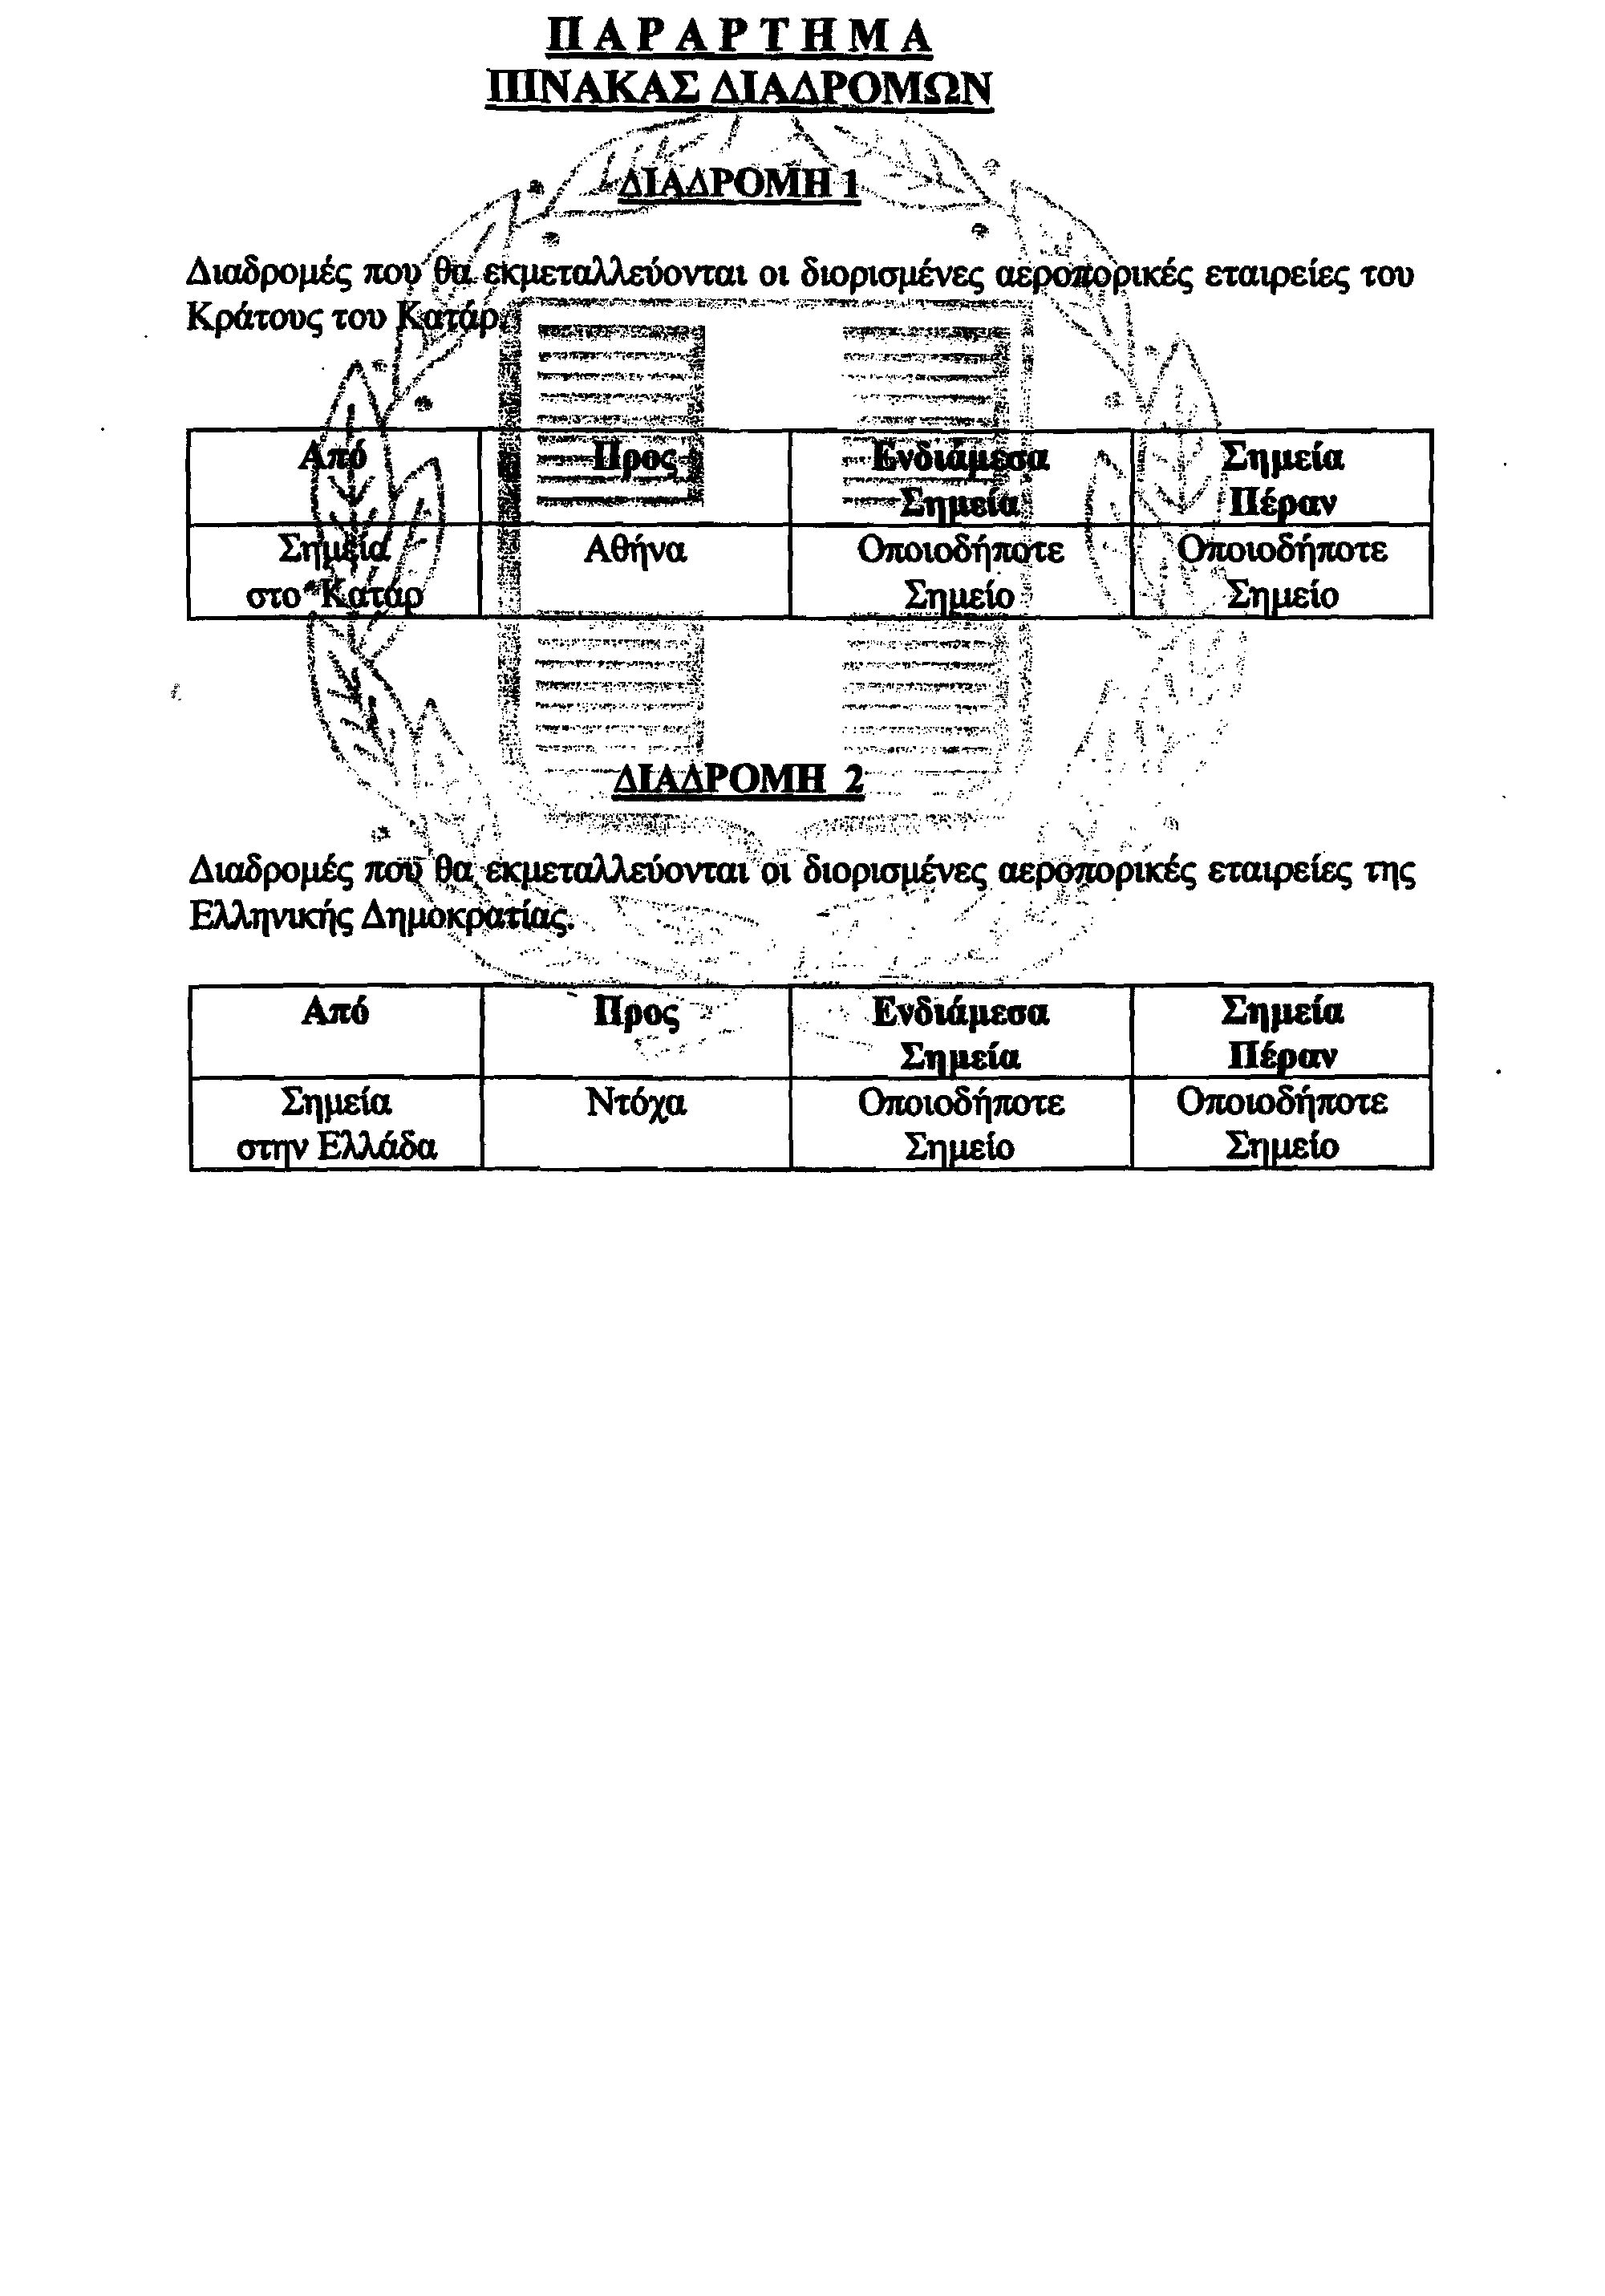 Π Α Ρ Α Ρ Τ Η Μ Α
ΠΙΝΑΚΑΣ ΔΙΑΔΡΟΜΩΝ
ΔΙΑΔΡΟΜΗ 1
Διαδρομές που θα εκμεταλλεύονται οι διορισμένες αεροπορικές εταιρείες του
Κράτους του Κατάρ.
Από Προς Ενδιάμεσα Σημεία
Σημεία Πέραν
Σημεία Αθήνα Οποιοδήποτε Οποιοδήποτε
στο Κατάρ Σημείο Σημείο
ΔΙΑΔΡΟΜΗ 2
Διαδρομές που θα εκμεταλλεύονται οι διορισμένες αεροπορικές εταιρείες της
Ελληνικής Δημοκρατίας.
Από Προς Ενδιάμεσα Σημεία
Σημεία Πέραν
Σημεία Ντόχα Οποιοδήποτε Οποιοδήποτε
στην Ελλάδα Σημείο Σημείο